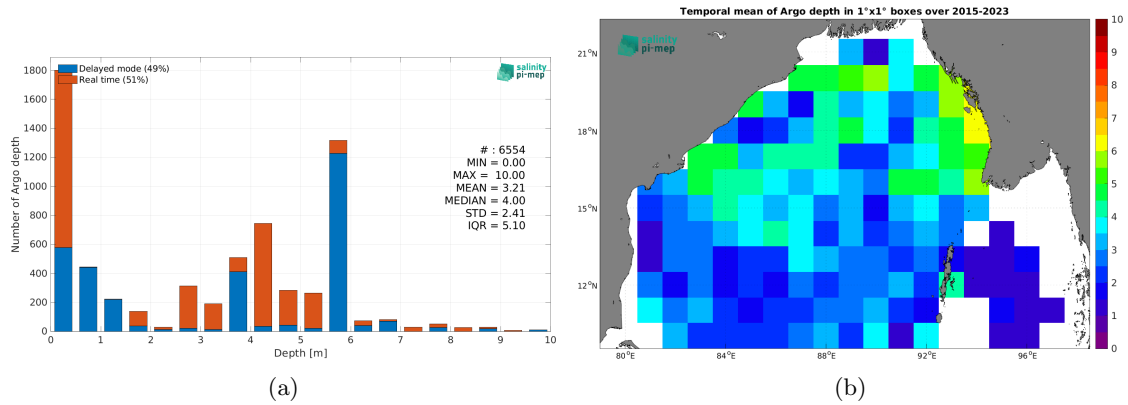 Delayed mode (49%)
Real time (51%)
salinity
pi-mep
1800
1600
1400
1200
1000
800
600
400
200
0
Number of Argo depth
# : 6554
MIN = 0.00
MAX = 10.00
MEAN = 3.21
MEDIAN = 4.00
STD = 2.41
IQR = 5.10
0 1 2 3 4 5 6 7 8 9 10
Depth [m]
(a)
Temporal mean of Argo depth in 1°x1° boxes over 2015-2023
salinity
pi-mep
21°N
18°N
15°N
12°N
80°E 84°E 88°E 92°E 96°E
10
9
8
7
6
5
4
3
2
1
0
(b)